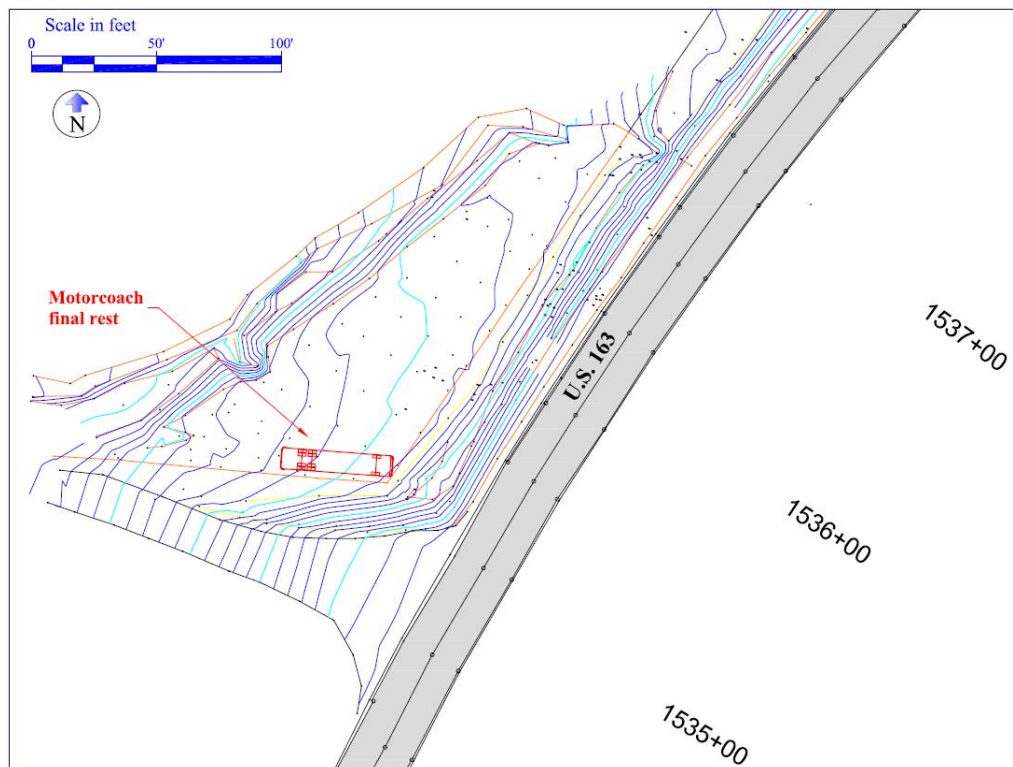 Scale in feet
0 50' 100'
N
Motorcoach
final rest
U.S. 163
1537+00
1536+00
1535+00